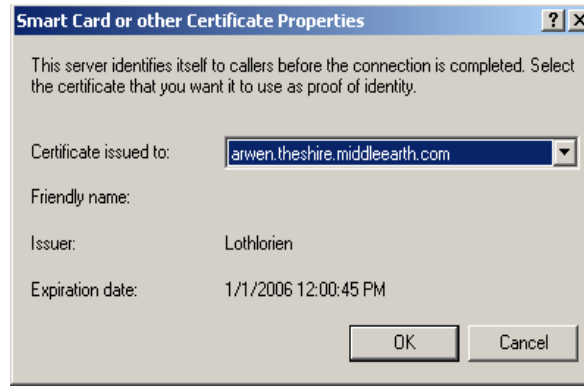 Smart Card or other Certificate Properties
This server identifies itself to callers before the connection is completed. Select
the certificate that you want it to use as proof of identity.
Certificate issued to: arwen.theshire.middleearth.com
Friendly name:
Issuer: Lothlorien
Expiration date: 1/1/2006 12:00:45 PM
OK Cancel